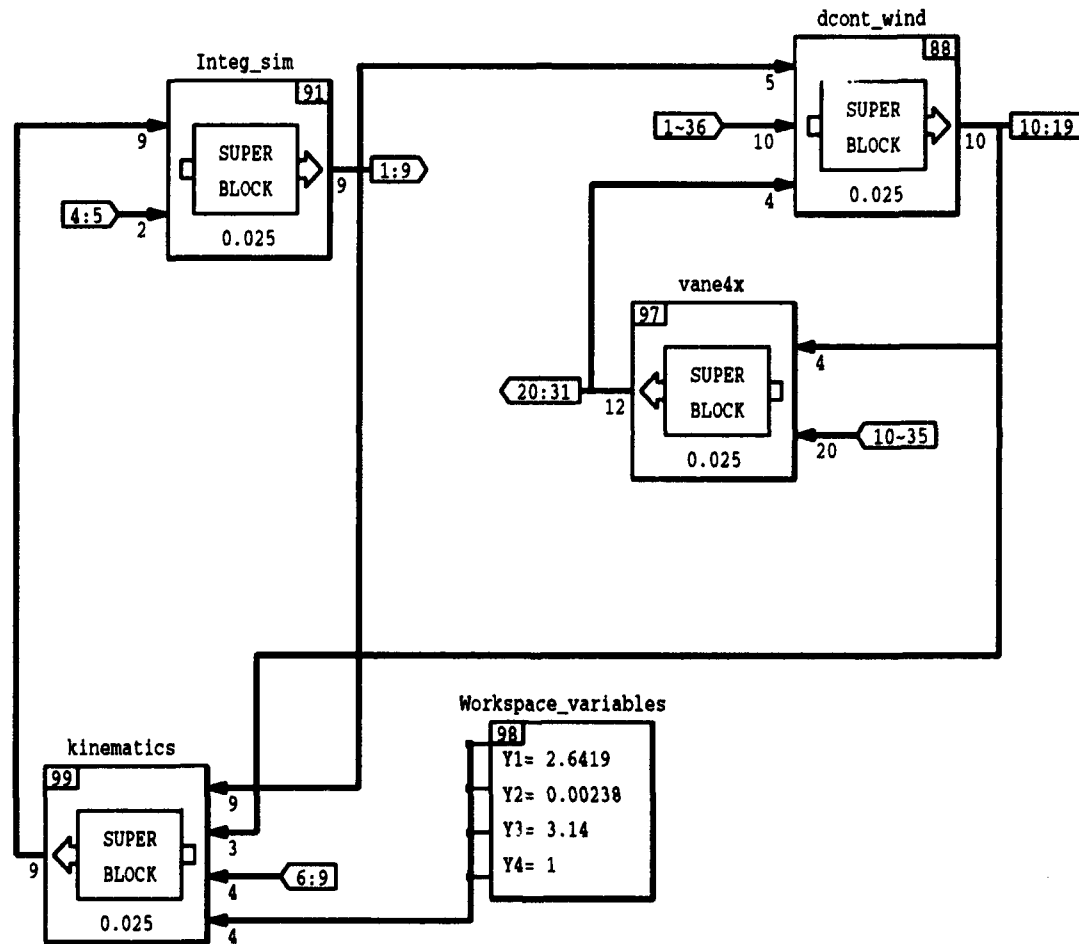 dcont_wind
88
5
SUPER
1~36
10
BLOCK
10
10:19
4
0.025
Integ_sim
91
9
SUPER
BLOCK
9
1:9
4:5
2
0.025
vane4x
97
4
SUPER
20:31
12
BLOCK
10~35
20
0.025
Workspace_variables
98
Y1= 2.6419
Y2= 0.00238
Y3= 3.14
Y4= 1
kinematics
99
9
SUPER
3
BLOCK
9
6:9
4
0.025
4